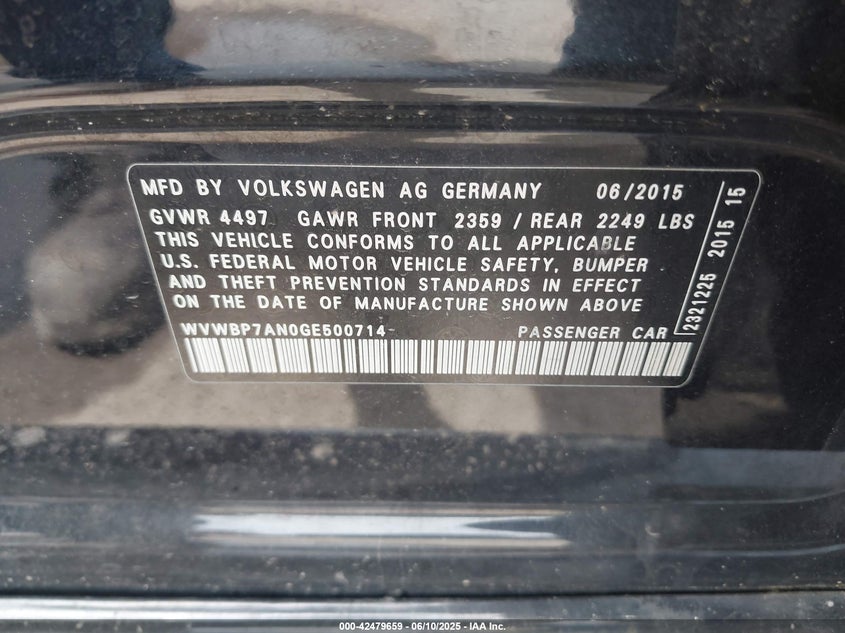 MFD BY VOLKSWAGEN AG GERMANY 06/2015
GVWR 4497 GAWR FRONT 2359 / REAR 2249 LBS
THIS VEHICLE CONFORMS TO ALL APPLICABLE
U.S. FEDERAL MOTOR VEHICLE SAFETY, BUMPER
AND THEFT PREVENTION STANDARDS IN EFFECT
ON THE DATE OF MANUFACTURE SHOWN ABOVE
WVWBP7AN0GE500714 PASSENGER CAR
2321225 2015 15
000-42479659 - 06/10/2025 - IAA Inc.